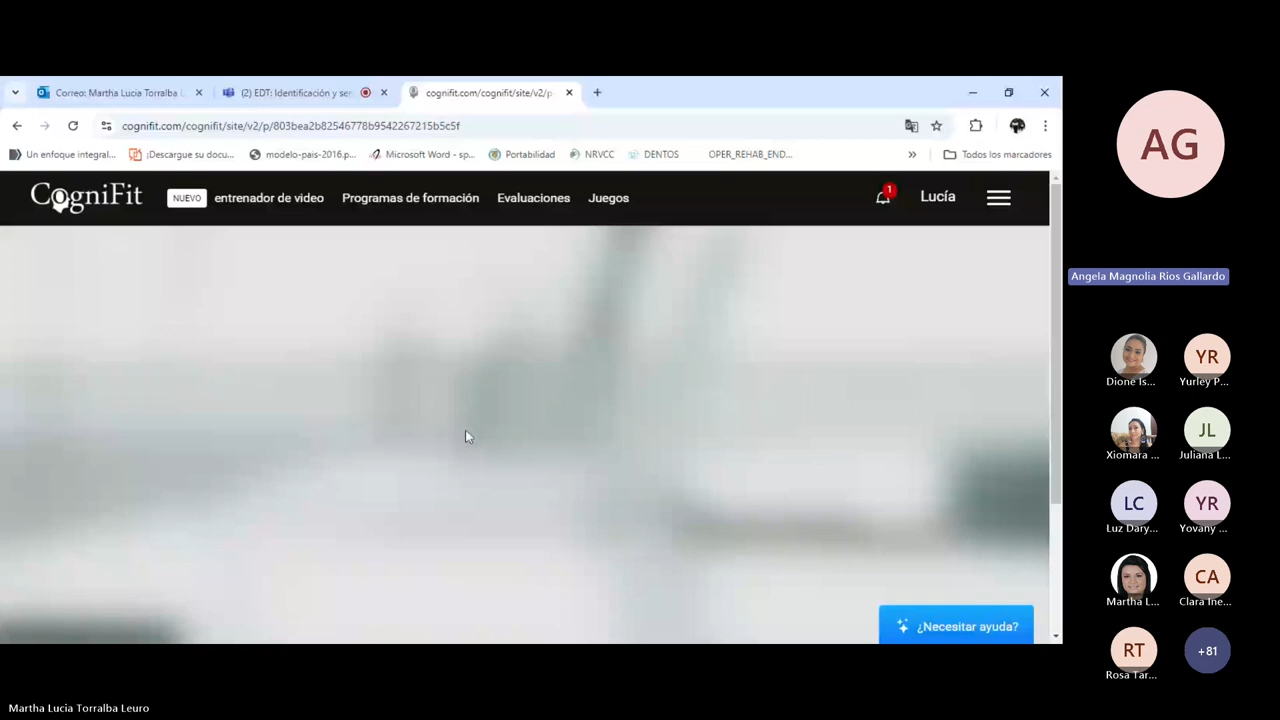 Correo: Martha Lucia Torralba L
(2) EDT: Identificación y ser
cognifit.com/cognifit/site/v2/p
cognifit.com/cognifit/site/v2/p/803bea2b82546778b9542267215b5c5f
Un enfoque integral...
¡Descargue su docu...
modelo-pais-2016.p...
Microsoft Word - sp...
Portabilidad
NRVCC
DENTOS
OPER_REHAB_END...
Todos los marcadores
CogniFit
NUEVO
entrenador de video
Programas de formación
Evaluaciones
Juegos
1
Lucía
¿Necesitar ayuda?
AG
Angela Magnolia Rios Gallardo
Dione Is...
YR
Yurley P...
Xiomara ...
JL
Juliana L...
LC
Luz Dary...
YR
Yovany ...
Martha L...
CA
Clara Ine...
RT
Rosa Tar...
+81
Martha Lucia Torralba Leuro